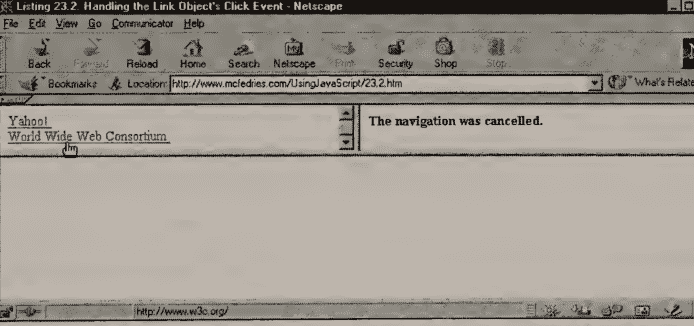 Listing 23.2. Handling the Link Object's Click Event - Netscape
File Edit View Go Communicator Help
Back Forward Reload Home Search Netscape Print Security Shop Stop
Bookmarks Location: http://www.mcfedries.com/UsingJavaScript/23.2.htm What's Relate
Yahoo! The navigation was cancelled.
World Wide Web Consortium
http://www.w3c.org/